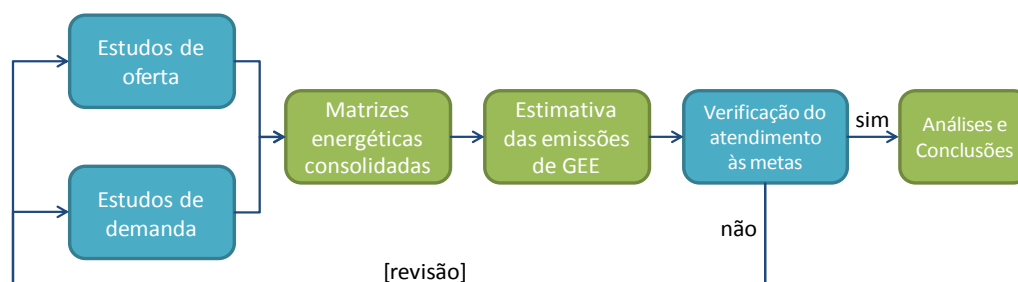 Estudos de
oferta
Estudos de
demanda
Matrizes
energéticas
consolidadas
Estimativa
das emissões
de GEE
Verificação do
atendimento
às metas
sim
Análises e
Conclusões
não
[revisão]